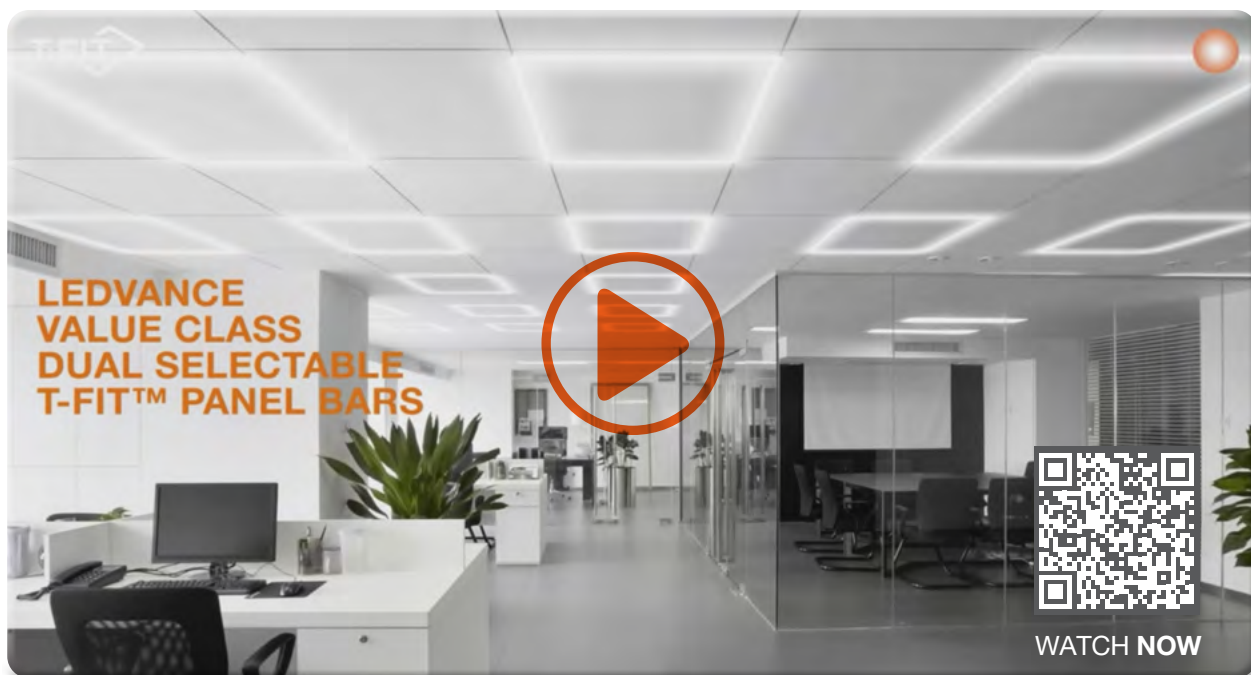 T-FIT
LEDVANCE
VALUE CLASS
DUAL SELECTABLE
T-FIT™ PANEL BARS
WATCH NOW